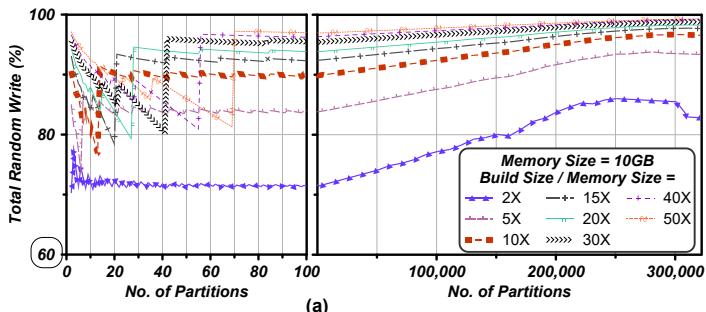 Total Random Write (%)
100
80
60
0 20 40 60 80 100
100,000 200,000 300,000
No. of Partitions
No. of Partitions
Memory Size = 10GB
Build Size / Memory Size =
2X 15X 40X
5X 20X 50X
10X 30X
(a)